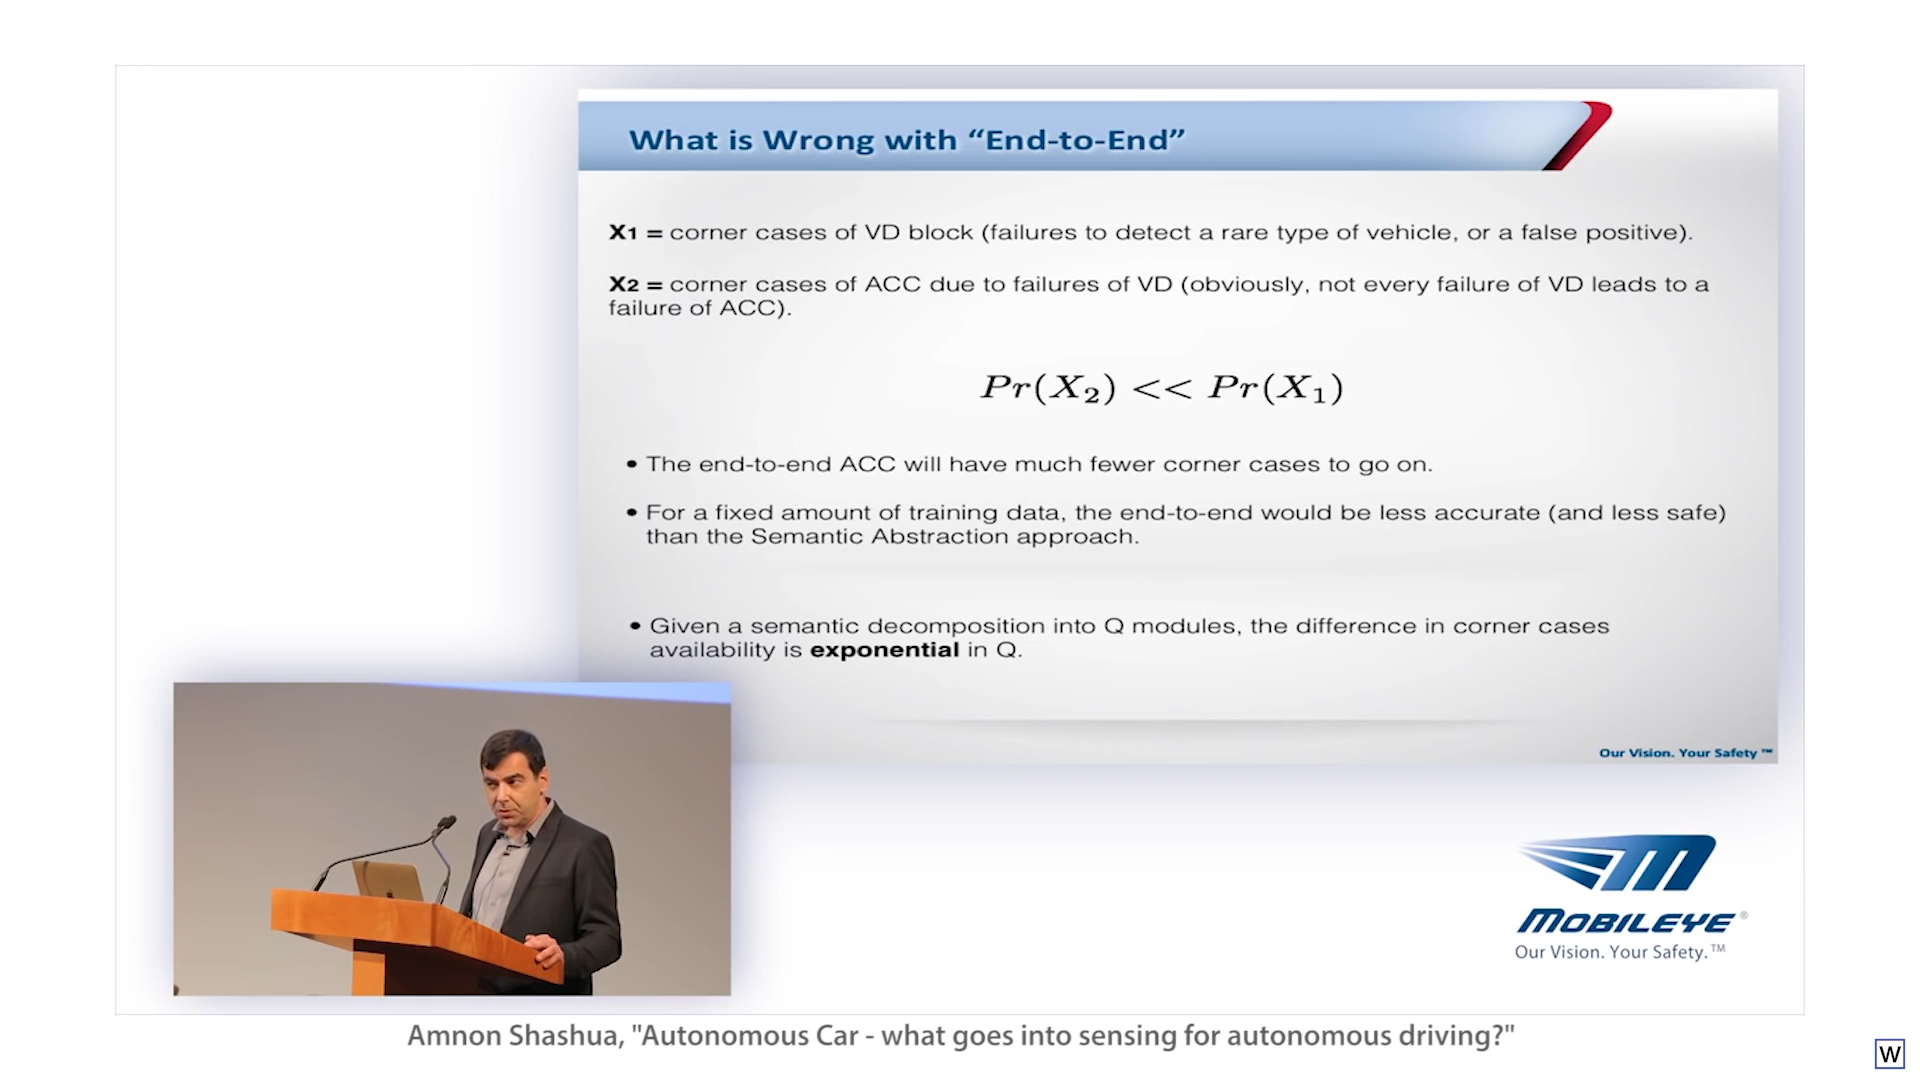 What is Wrong with “End-to-End”
X1 = corner cases of VD block (failures to detect a rare type of vehicle, or a false positive).
X2 = corner cases of ACC due to failures of VD (obviously, not every failure of VD leads to a
failure of ACC).
Pr(X₂) << Pr(X₁)
• The end-to-end ACC will have much fewer corner cases to go on.
• For a fixed amount of training data, the end-to-end would be less accurate (and less safe)
than the Semantic Abstraction approach.
• Given a semantic decomposition into Q modules, the difference in corner cases
availability is exponential in Q.
Our Vision. Your Safety ™
MOBILEYE ®
Our Vision. Your Safety.™
Amnon Shashua, "Autonomous Car - what goes into sensing for autonomous driving?"
W